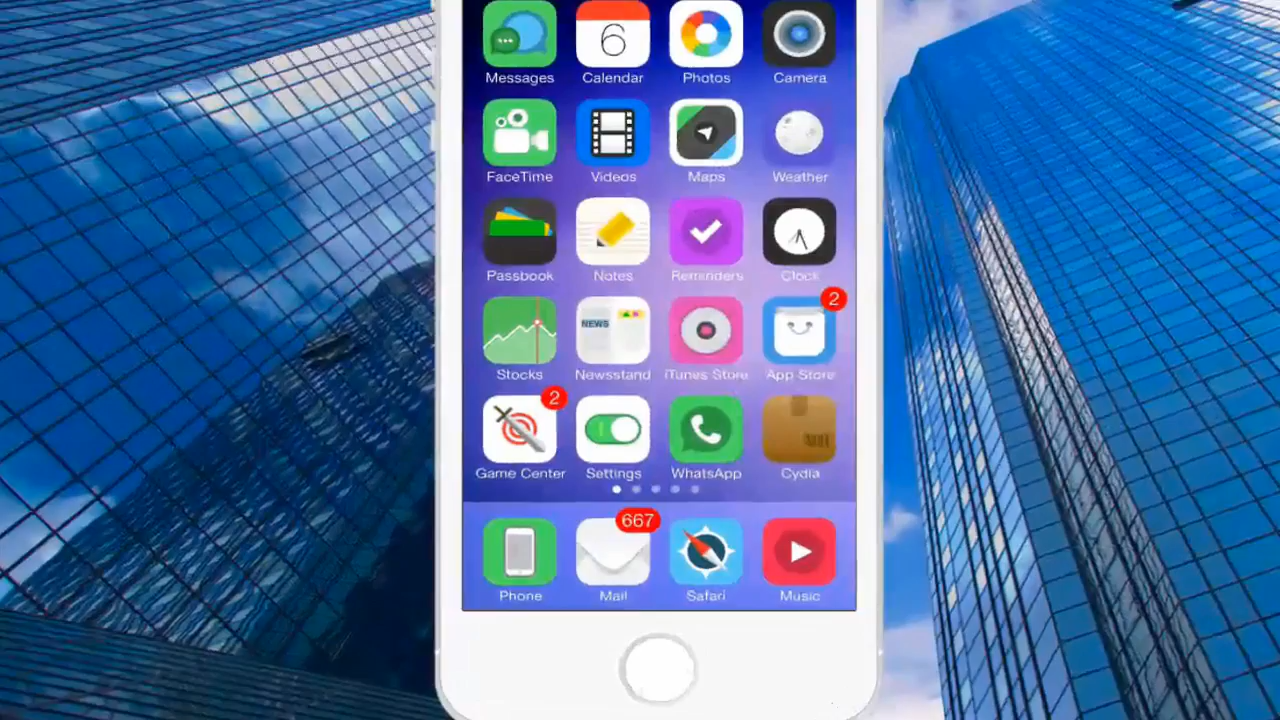 Messages Calendar Photos Camera
6
FaceTime Videos Maps Weather
Passbook Notes Reminders Clock
NEWS
2
Stocks Newsstand iTunes Store App Store
2
Game Center Settings WhatsApp Cydia
667
Phone Mail Safari Music